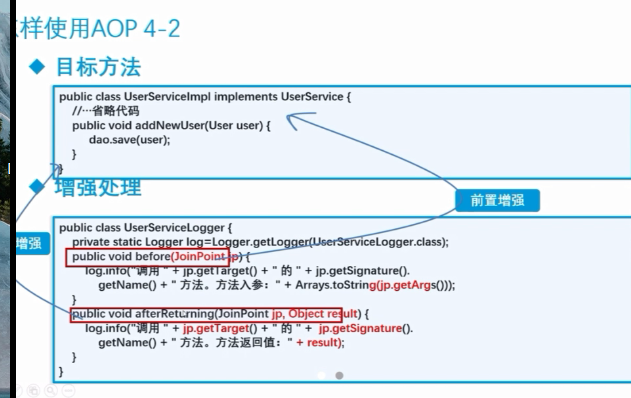 样使用AOP 4-2
目标方法
public class UserServiceImpl implements UserService {
//…省略代码
public void addNewUser(User user) {
dao.save(user);
}
}
增强处理
前置增强
增强
public class UserServiceLogger {
private static Logger log=Logger.getLogger(UserServiceLogger.class);
public void before(JoinPoint jp) {
log.info("调用 " + jp.getTarget() + " 的 " + jp.getSignature().
getName() + " 方法。方法入参：" + Arrays.toString(jp.getArgs()));
}
public void afterReturning(JoinPoint jp, Object result) {
log.info("调用 " + jp.getTarget() + " 的 " + jp.getSignature().
getName() + " 方法。方法返回值：" + result);
}
}